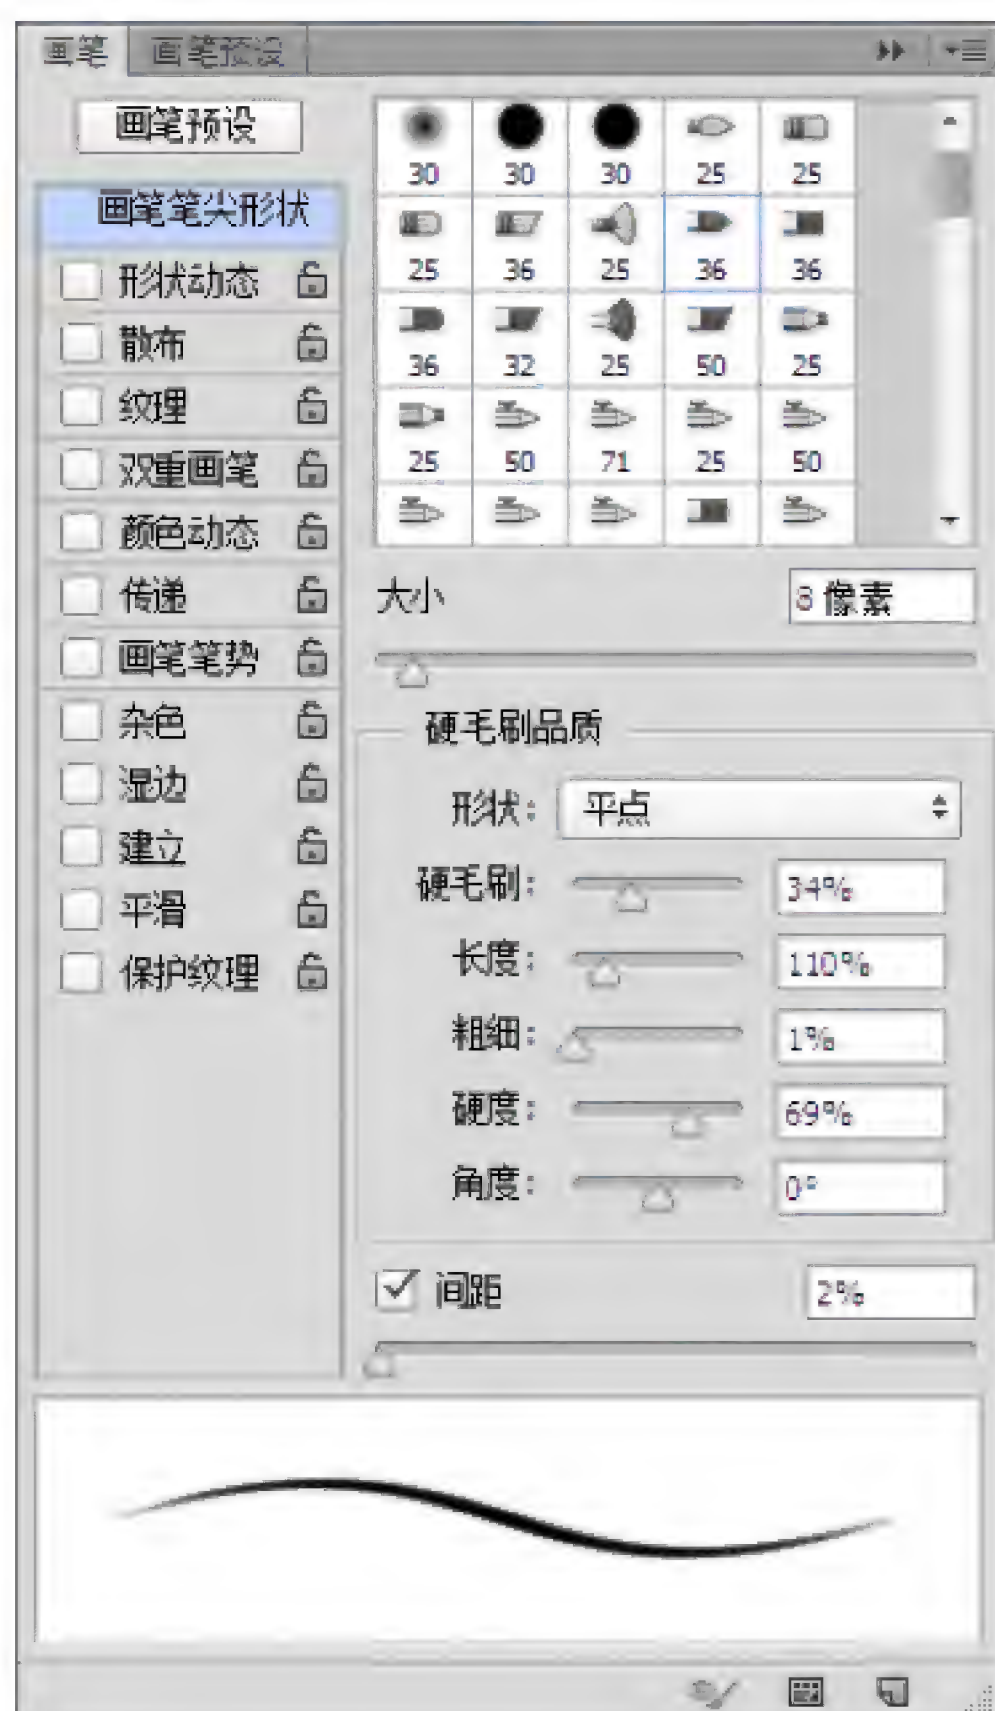 画笔 画笔预设
画笔预设
画笔笔尖形状
形状动态
散布
纹理
双重画笔
颜色动态
传递
画笔笔势
杂色
湿边
建立
平滑
保护纹理
30 30 30 25 25
25 36 25 36 36
36 32 25 50 25
25 50 71 25 50
大小 8 像素
硬毛刷品质
形状: 平点
硬毛刷: 34%
长度: 110%
粗细: 1%
硬度: 69%
角度: 0°
间距 2%